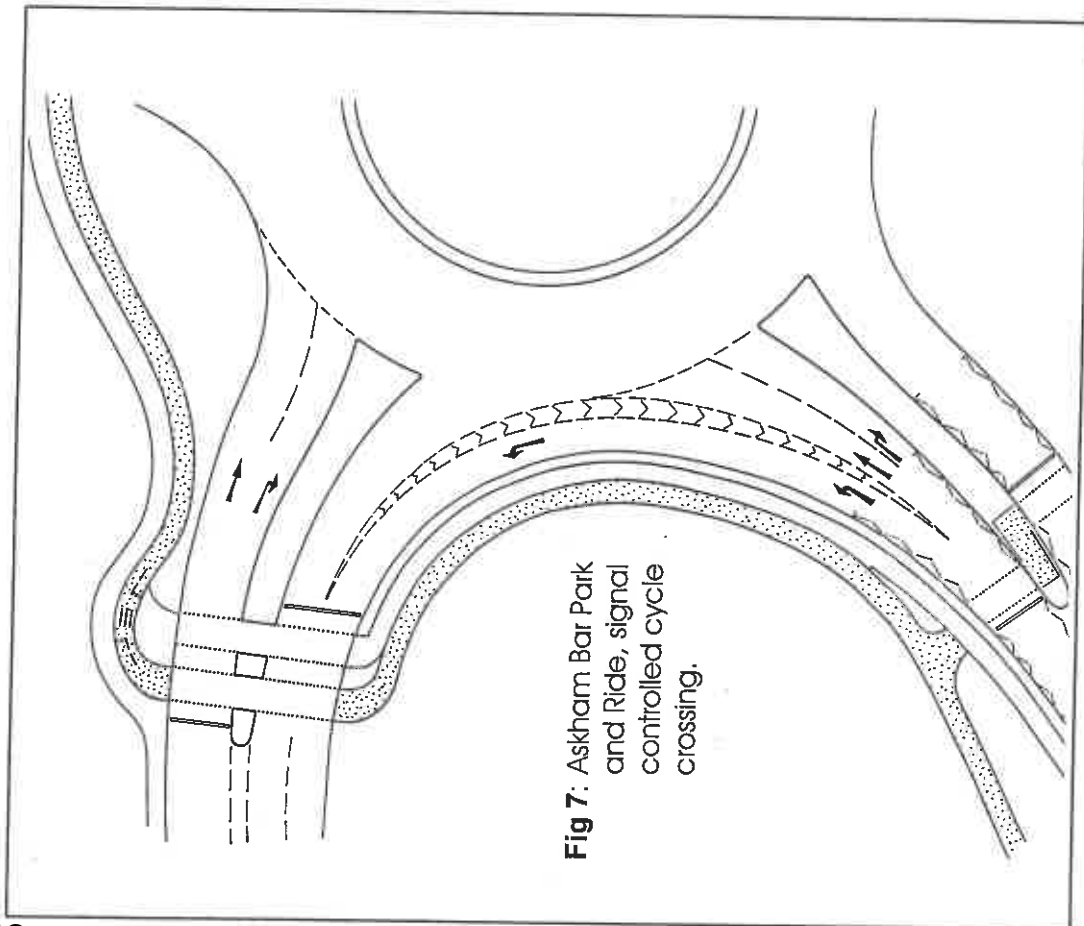 Fig 7: Askham Bar Park
and Ride, signal
controlled cycle
crossing.